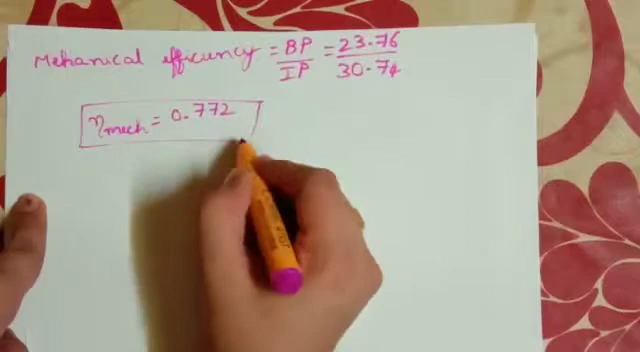 Mehanical efficiency = BP/IP = 23.76/30.74
ηmech = 0.772